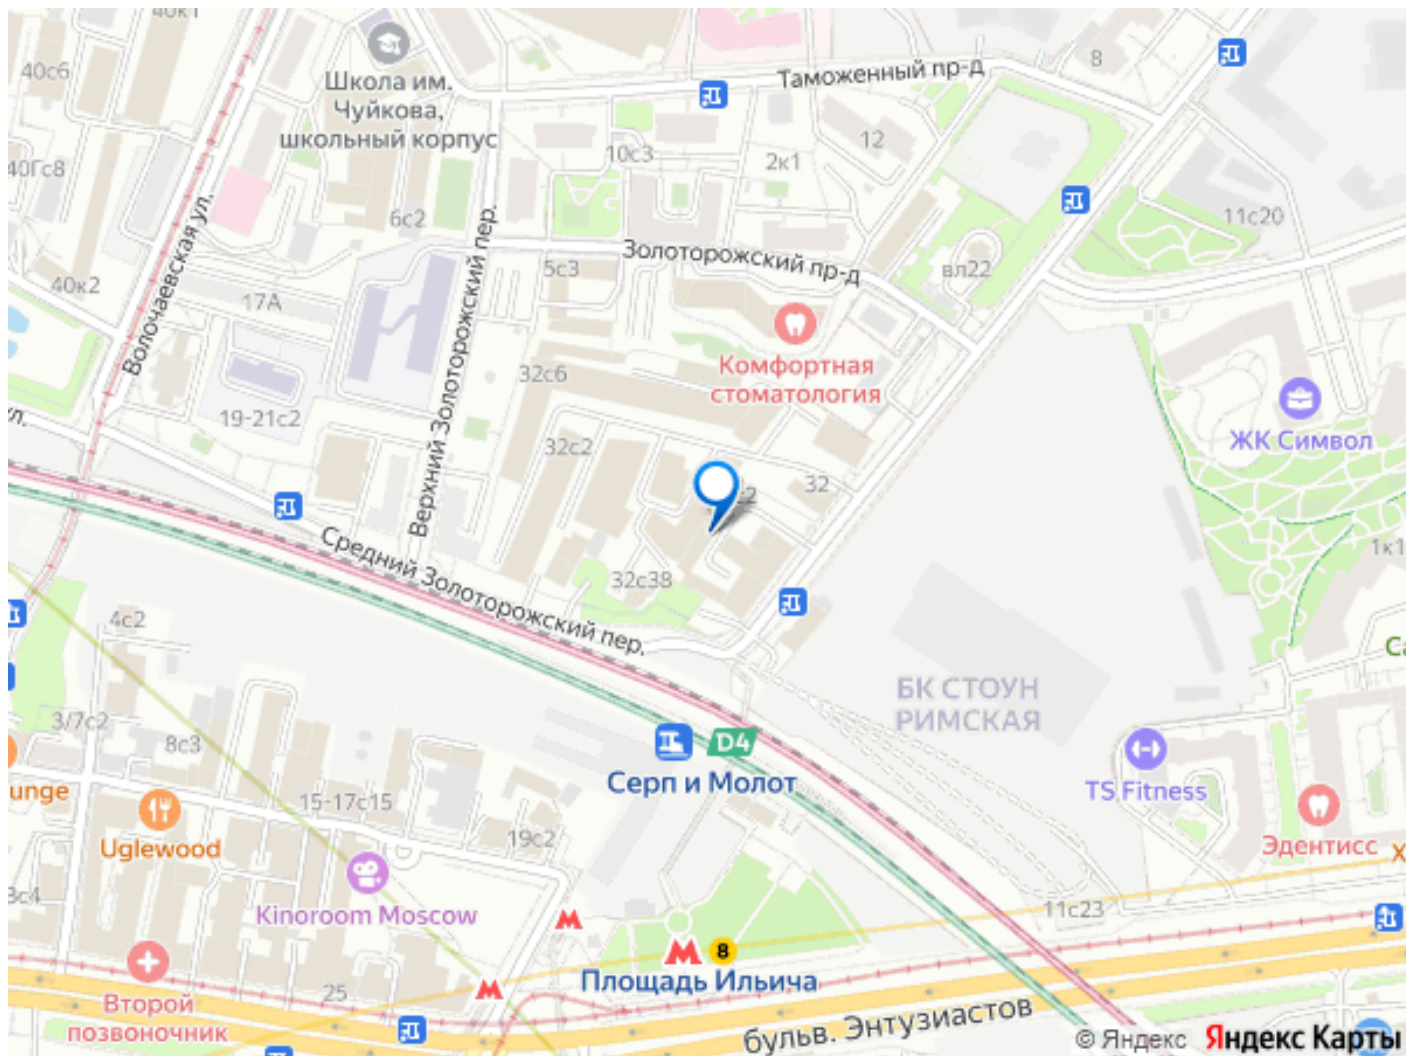 40к1
40с6
Школа им.
Чуйкова,
школьный корпус
Таможенный пр-д
8
12
10с3
2к1
40Гс8
6с2
11с20
Волочаевская ул.
Верхний Золоторожский пер.
Золоторожский пр-д
5с3
вл22
40к2
17А
Комфортная
стоматология
32с6
19-21с2
ул.
32с2
32
ЖК Символ
Средний Золоторожский пер.
32с38
1к1
4с2
БК СТОУН
РИМСКАЯ
3/7с2
8с3
D4
Серп и Молот
TS Fitness
unge
15-17с15
19с2
Uglewood
Эдентисс
Kinoroom Moscow
11с23
8
Площадь Ильича
25
Второй
позвоночник
бульв. Энтузиастов
© Яндекс Яндекс Карты